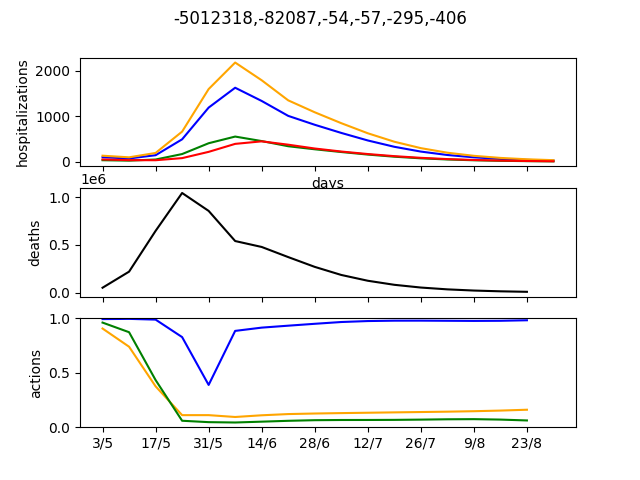 -5012318,-82087,-54,-57,-295,-406
2000
1000
0
hospitalizations
days
1e6
1.0
0.5
0.0
deaths
1.0
0.5
0.0
actions
3/5 17/5 31/5 14/6 28/6 12/7 26/7 9/8 23/8